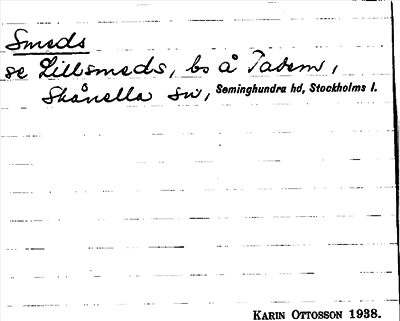 Smeds
se Lillsmeds, bo å Tadem,
Skånella sn, Seminghundra hd, Stockholms l.
KARIN OTTOSSON 1938.